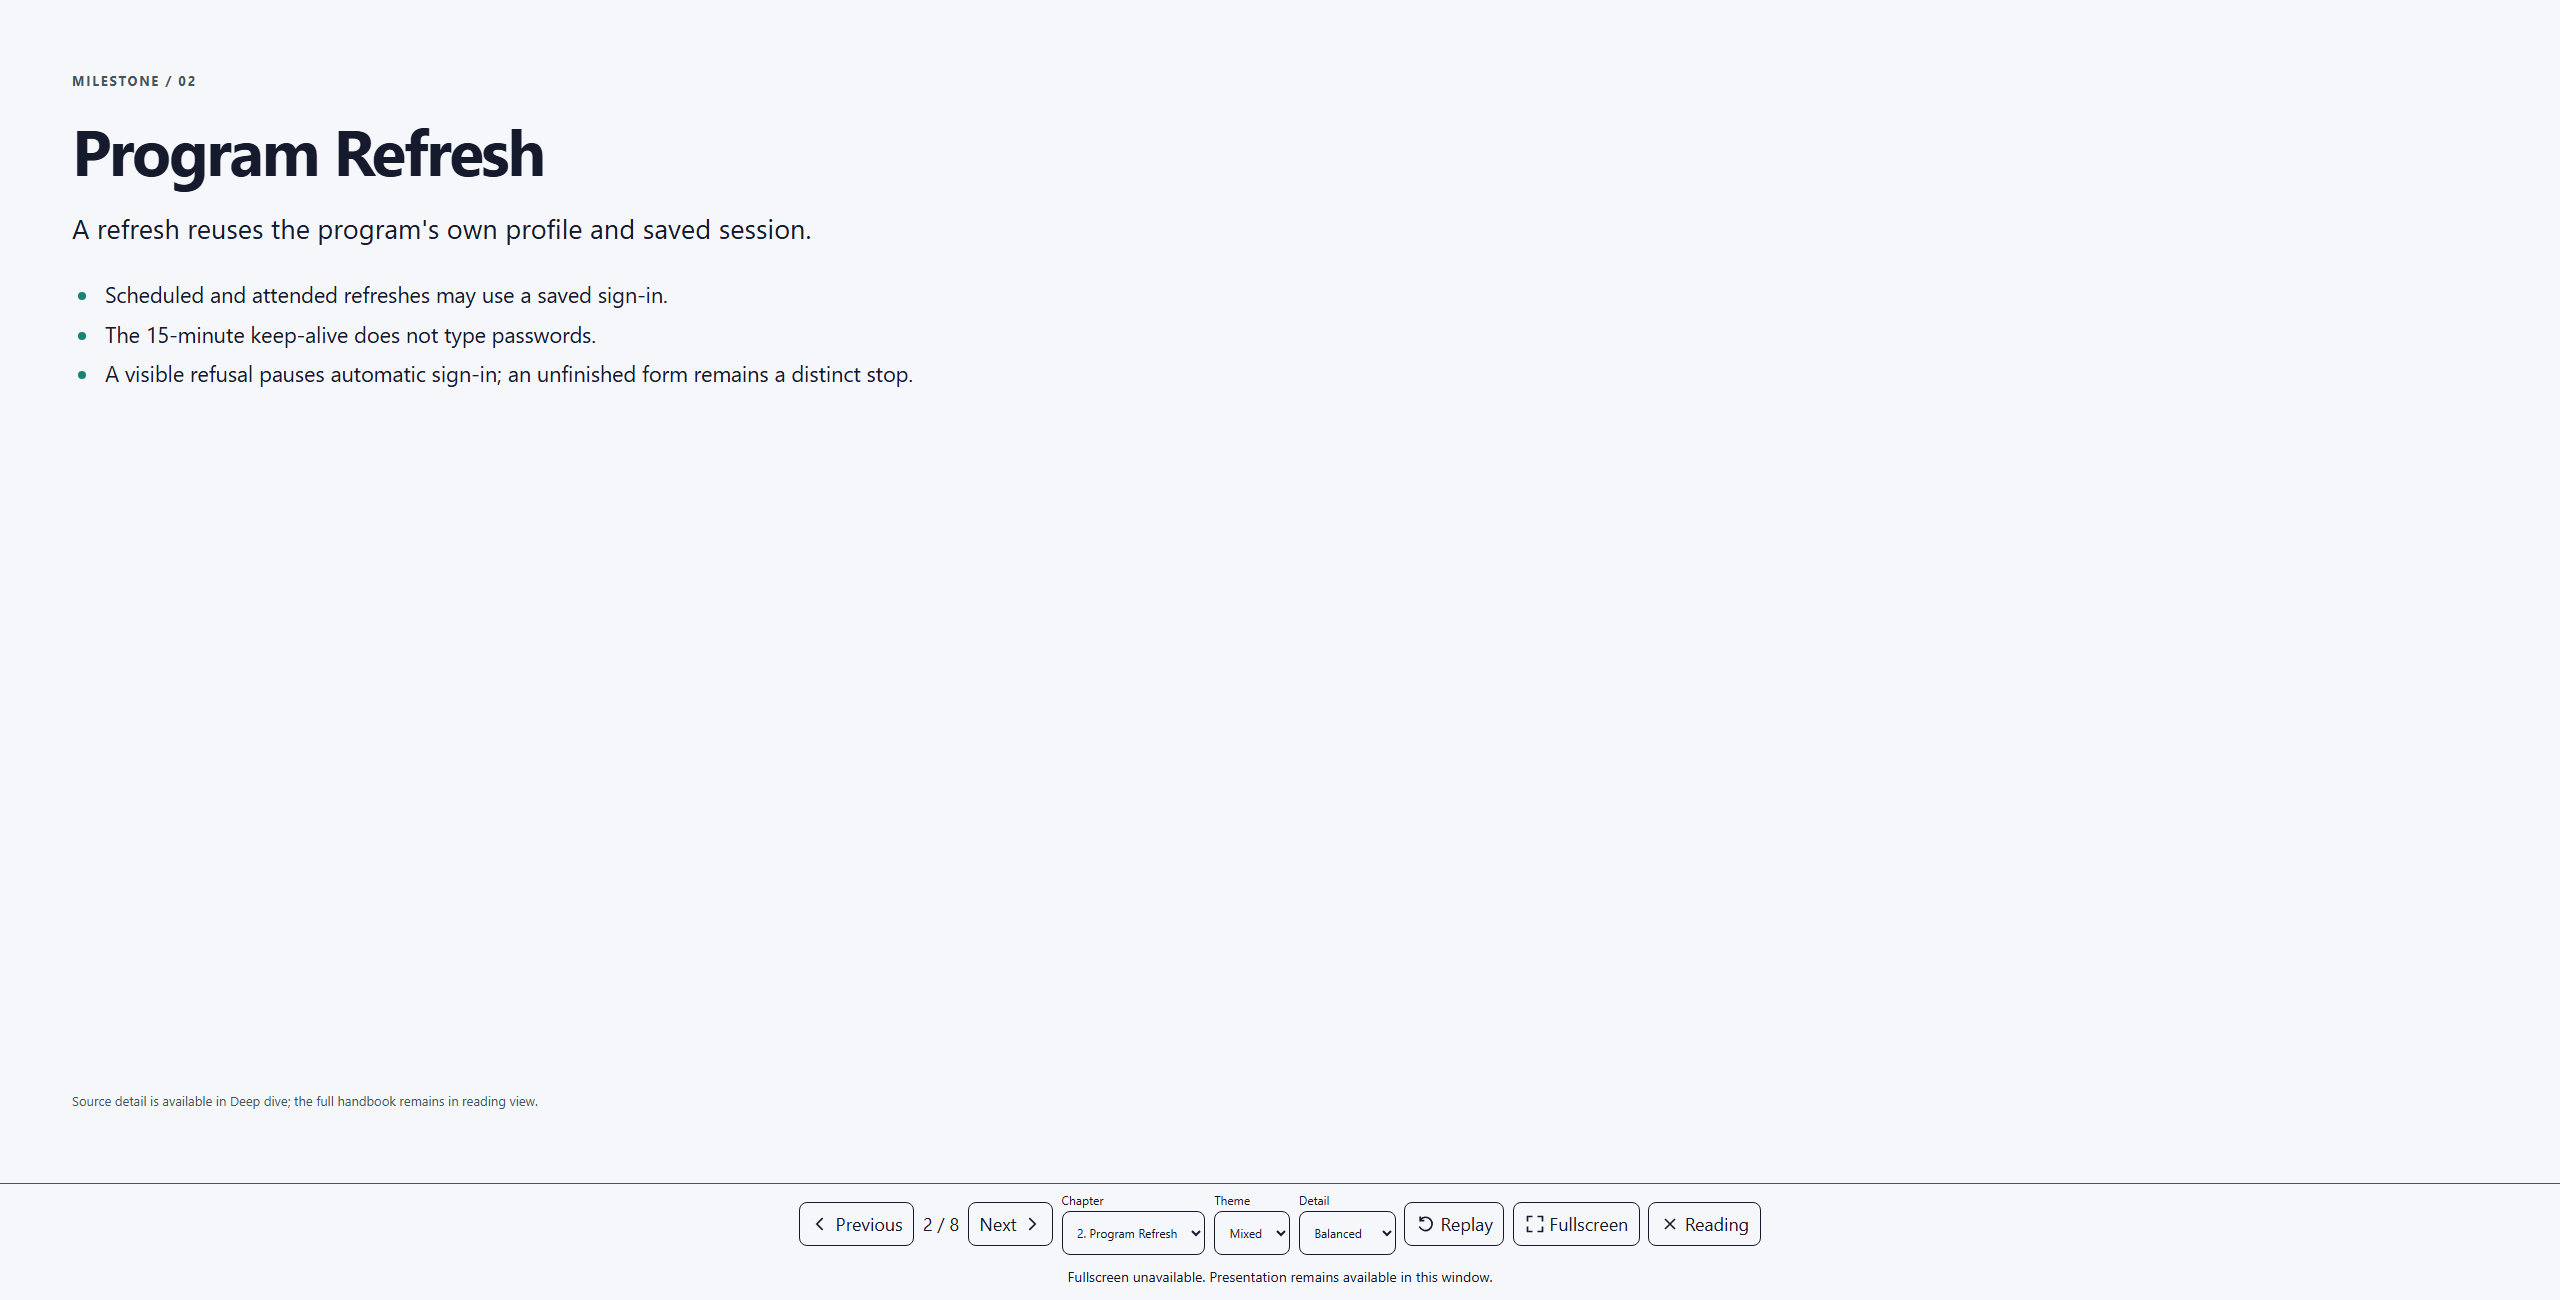 MILESTONE / 02
Program Refresh
A refresh reuses the program's own profile and saved session.
Scheduled and attended refreshes may use a saved sign-in.
The 15-minute keep-alive does not type passwords.
A visible refusal pauses automatic sign-in; an unfinished form remains a distinct stop.
Source detail is available in Deep dive; the full handbook remains in reading view.
Previous
2 / 8
Next
Chapter
2. Program Refresh
Theme
Mixed
Detail
Balanced
Replay
Fullscreen
Reading
Fullscreen unavailable. Presentation remains available in this window.